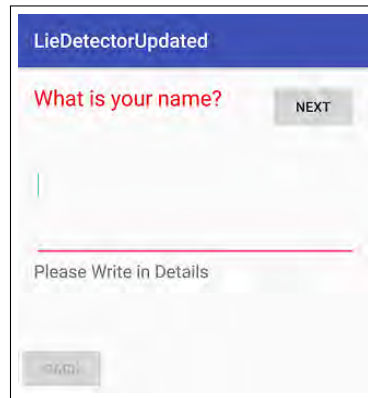 LieDetectorUpdated
What is your name?
NEXT
Please Write in Details